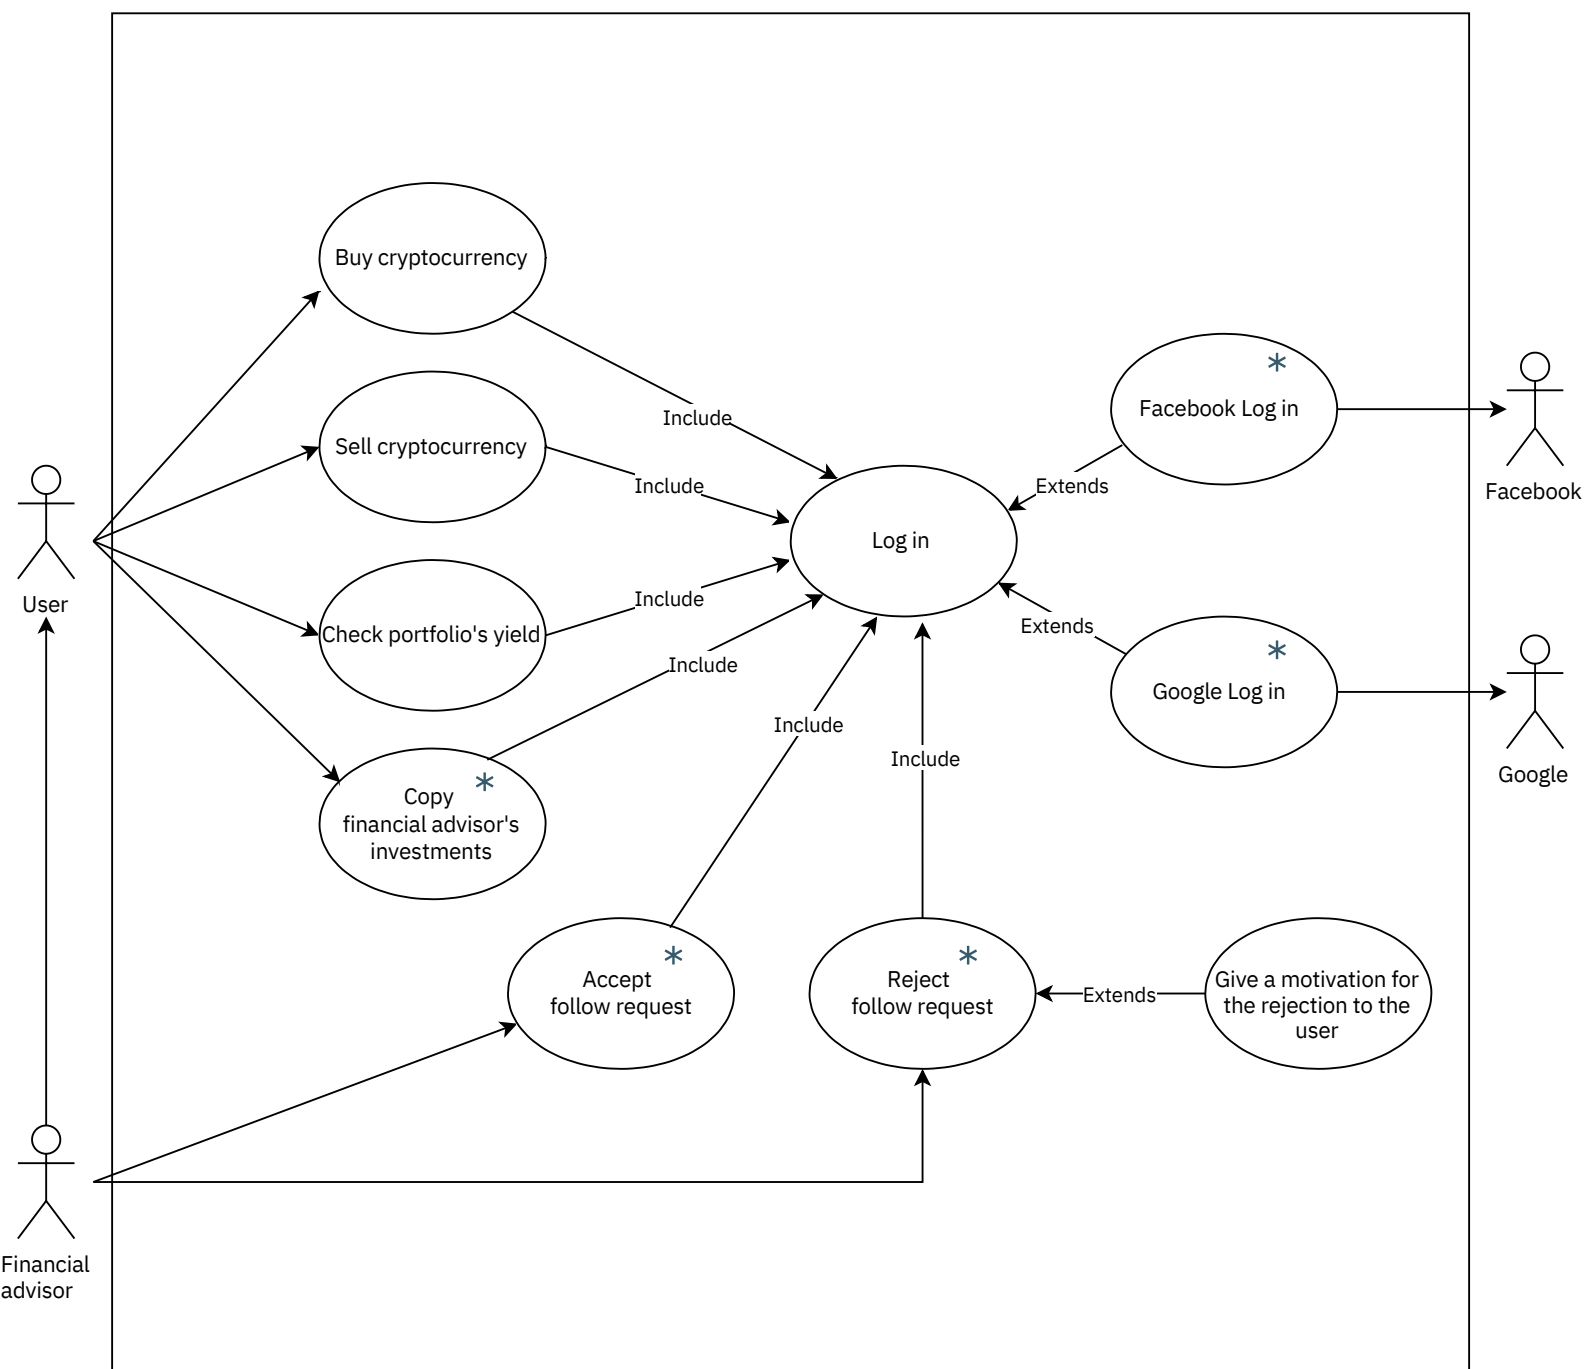 Buy cryptocurrency
Include
Sell cryptocurrency
Include
Log in
*
Facebook Log in
Extends
Facebook
User
Check portfolio's yield
Include
Include
Extends
*
Google Log in
Google
Copy *
financial advisor's
investments
Include
Include
*
Accept
follow request
*
Reject
follow request
Extends
Give a motivation for
the rejection to the
user
Financial
advisor